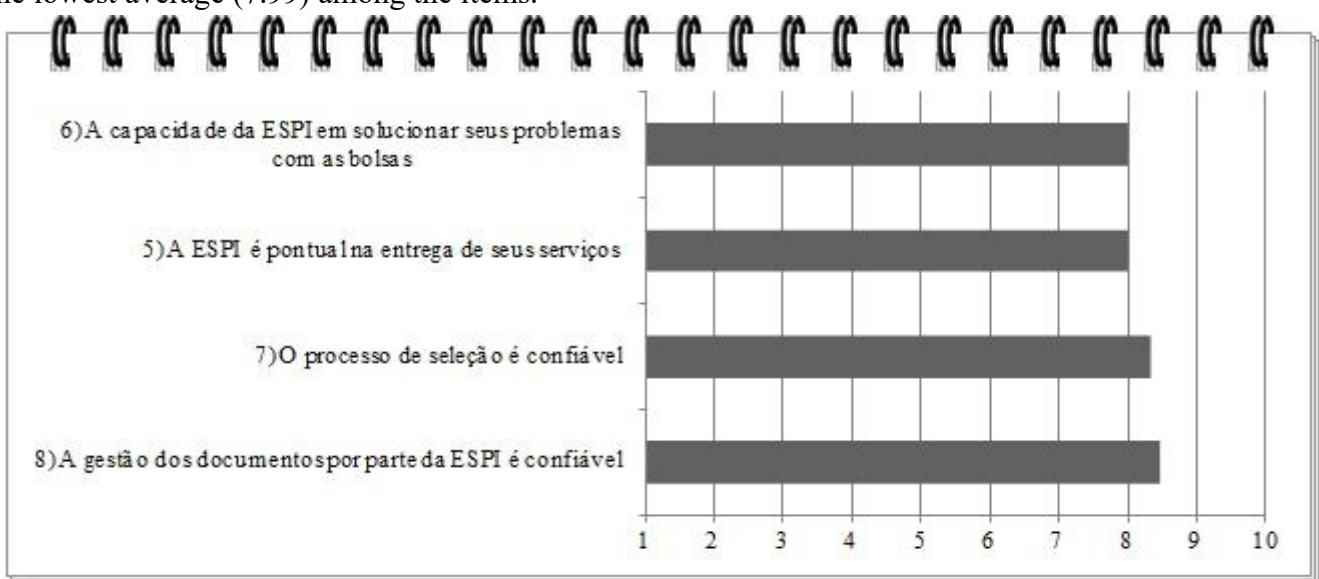 the lowest average (7.99) among the items.
6)A capacidade da ESPI em solucionar seus problemas
com as bolsas
5)A ESPI é pontual na entrega de seus serviços
7)O processo de seleção é confiável
8)A gestão dos documentos por parte da ESPI é confiável
1 2 3 4 5 6 7 8 9 10